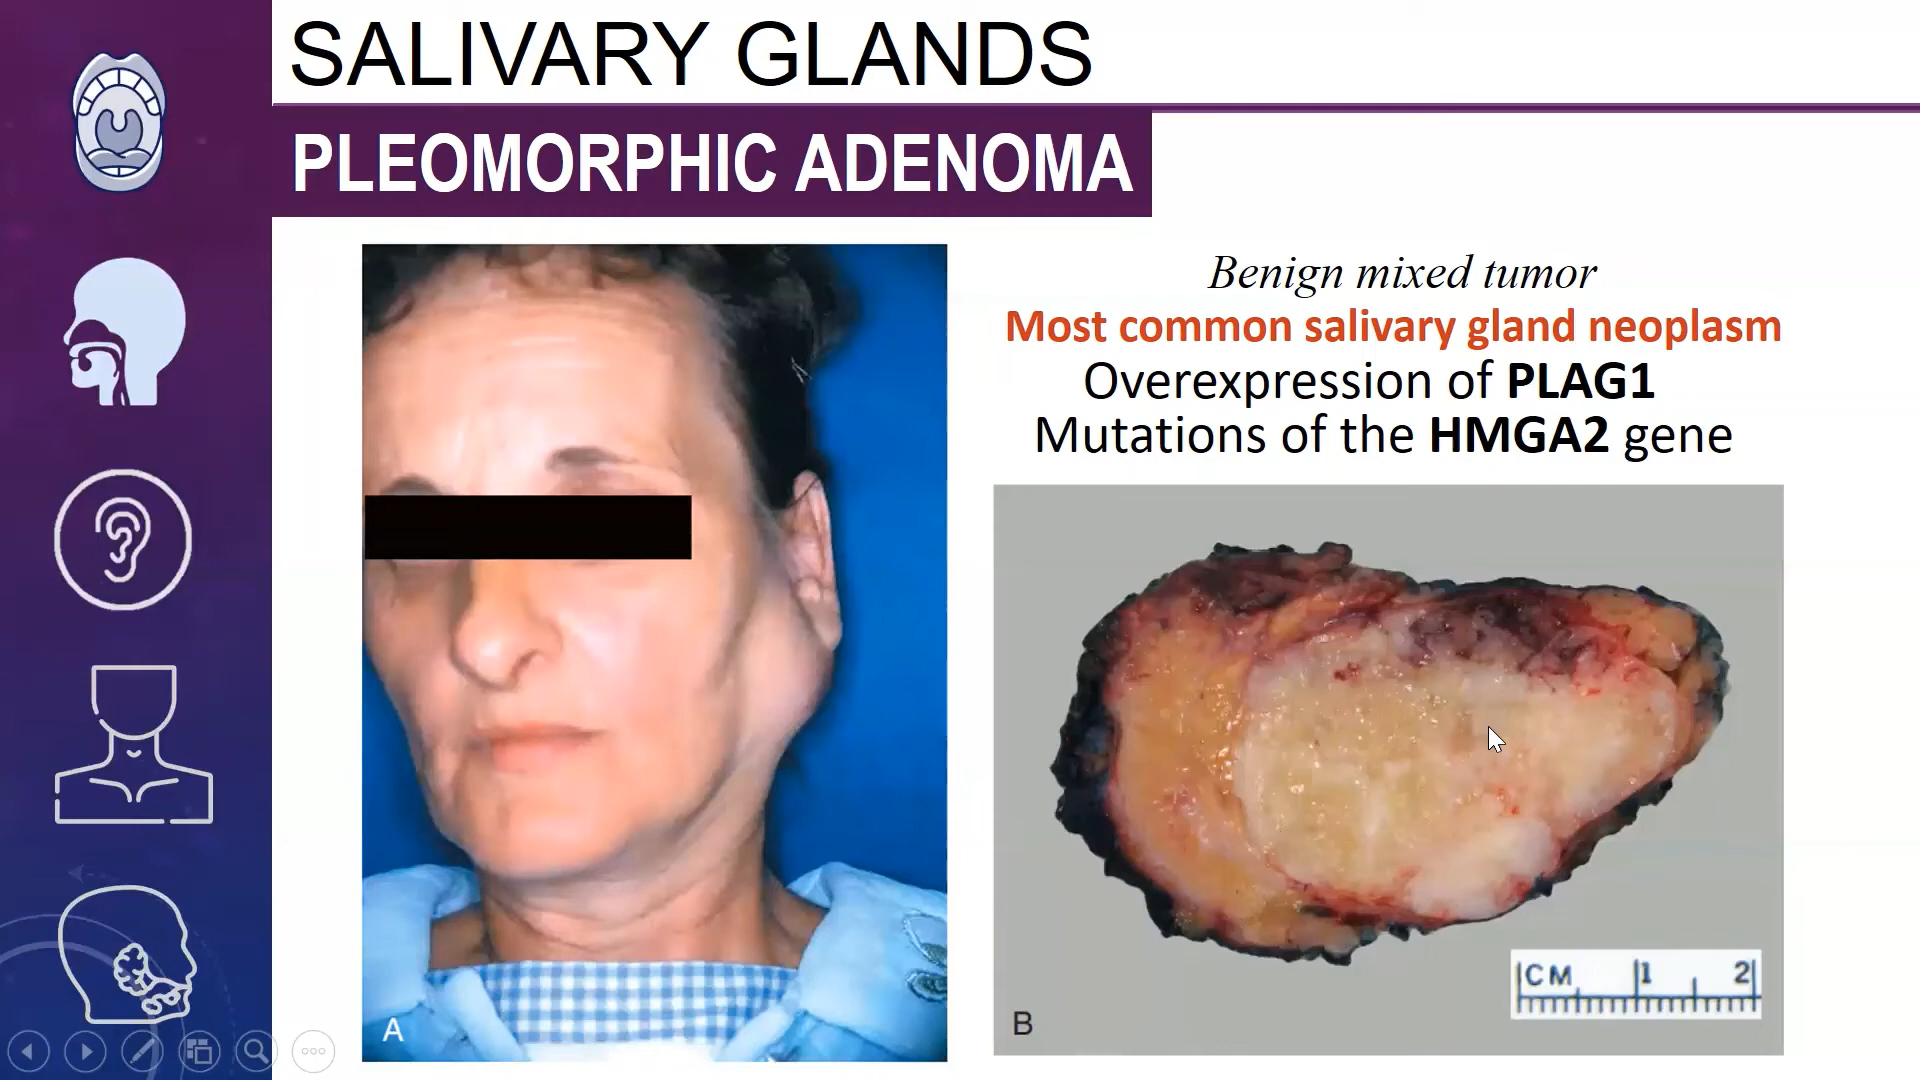 SALIVARY GLANDS
PLEOMORPHIC ADENOMA
Benign mixed tumor
Most common salivary gland neoplasm
Overexpression of PLAG1
Mutations of the HMGA2 gene
A
B
CM 1 2